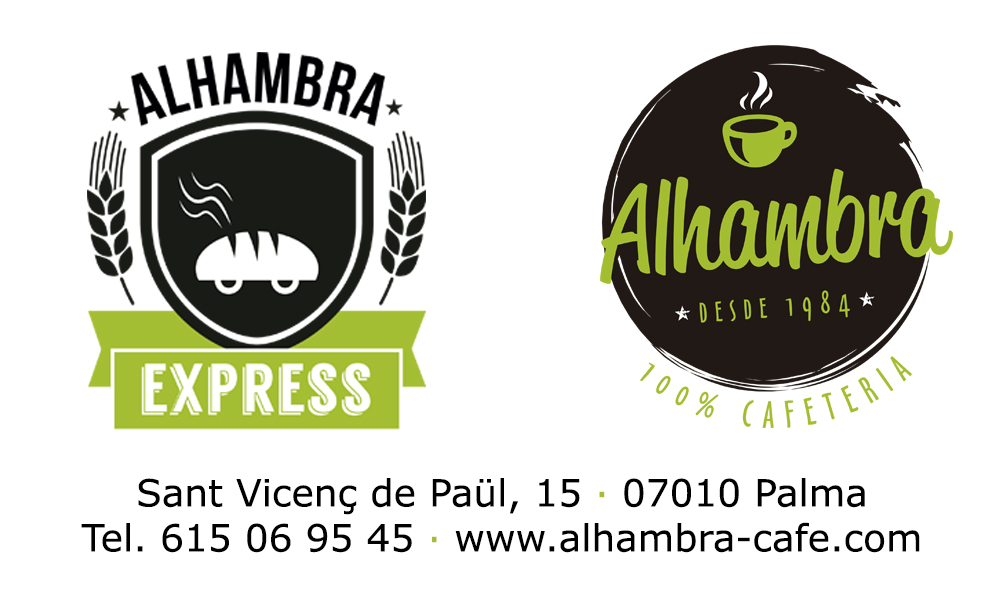 ALHAMBRA
EXPRESS
Alhambra
DESDE 1984
100% CAFETERIA
Sant Vicenç de Paül, 15 · 07010 Palma
Tel. 615 06 95 45 · www.alhambra-cafe.com